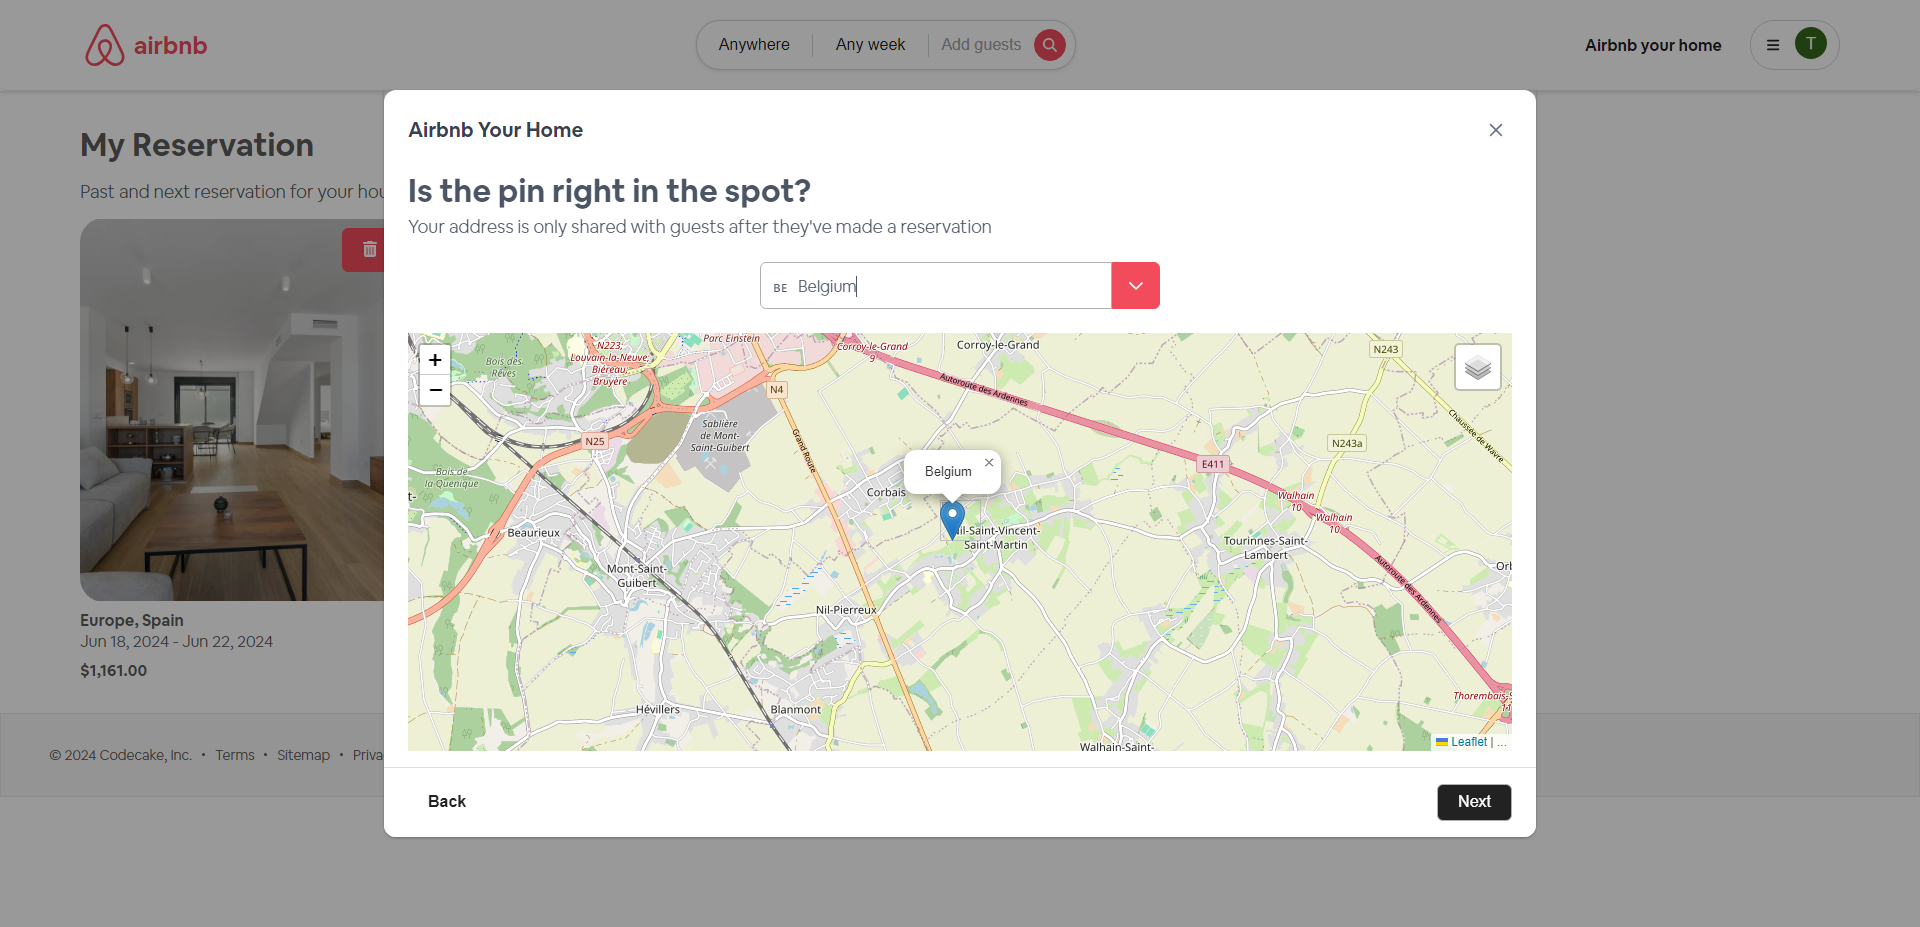 airbnb
Anywhere
Any week
Add guests
Airbnb your home
T
My Reservation
Past and next reservation for your hou
Europe, Spain
Jun 18, 2024 - Jun 22, 2024
$1,161.00
© 2024 Codecake, Inc. • Terms • Sitemap • Priva
Airbnb Your Home
Is the pin right in the spot?
Your address is only shared with guests after they've made a reservation
BE Belgium
+
−
Bois des
Rêves
N223;
Louvain-la-Neuve;
Biéreau;
Bruyère
Parc Einstein
Corroy-le-Grand
9
Corroy-le-Grand
N243
N4
Autoroute des Ardennes
Chaussée de Wavre
Sablière
de Mont-
Saint-Guibert
N25
Grand Route
N243a
E411
Bois de
la Quenique
Belgium
Corbais
Walhain
10
Walhain
10
t-
Beaurieux
il-Saint-Vincent-
Saint-Martin
Tourinnes-Saint-
Lambert
Autoroute des Ardennes
Orb
Mont-Saint-
Guibert
Nil-Pierreux
Hévillers
Blanmont
Thorembais-S
11
Walhain-Saint-
Leaflet | ...
Back
Next